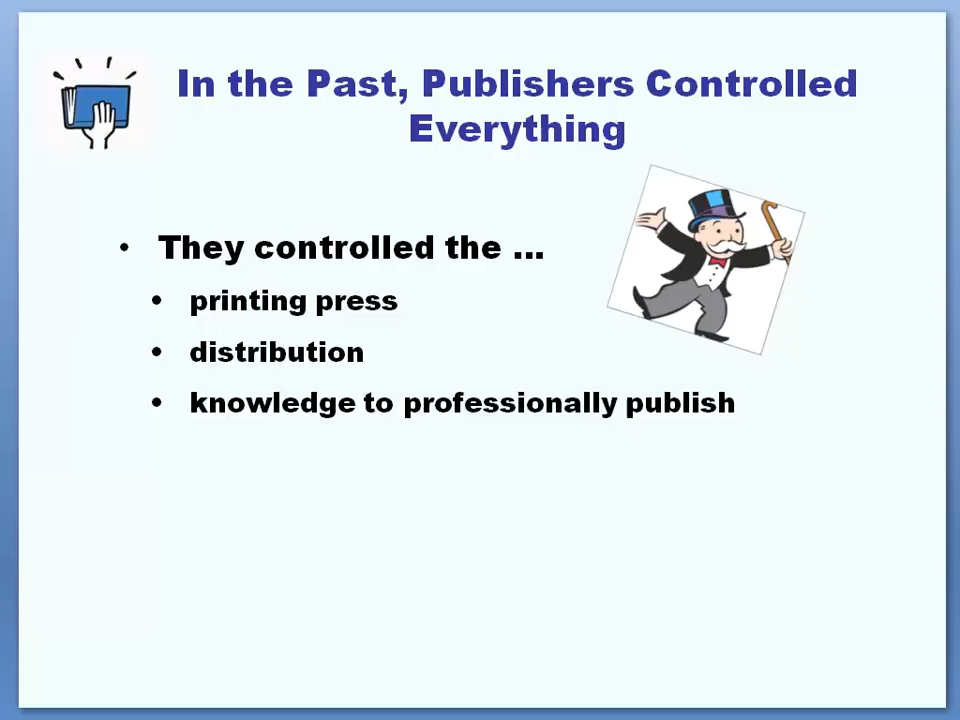 In the Past, Publishers Controlled
Everything
• They controlled the ...
• printing press
• distribution
• knowledge to professionally publish